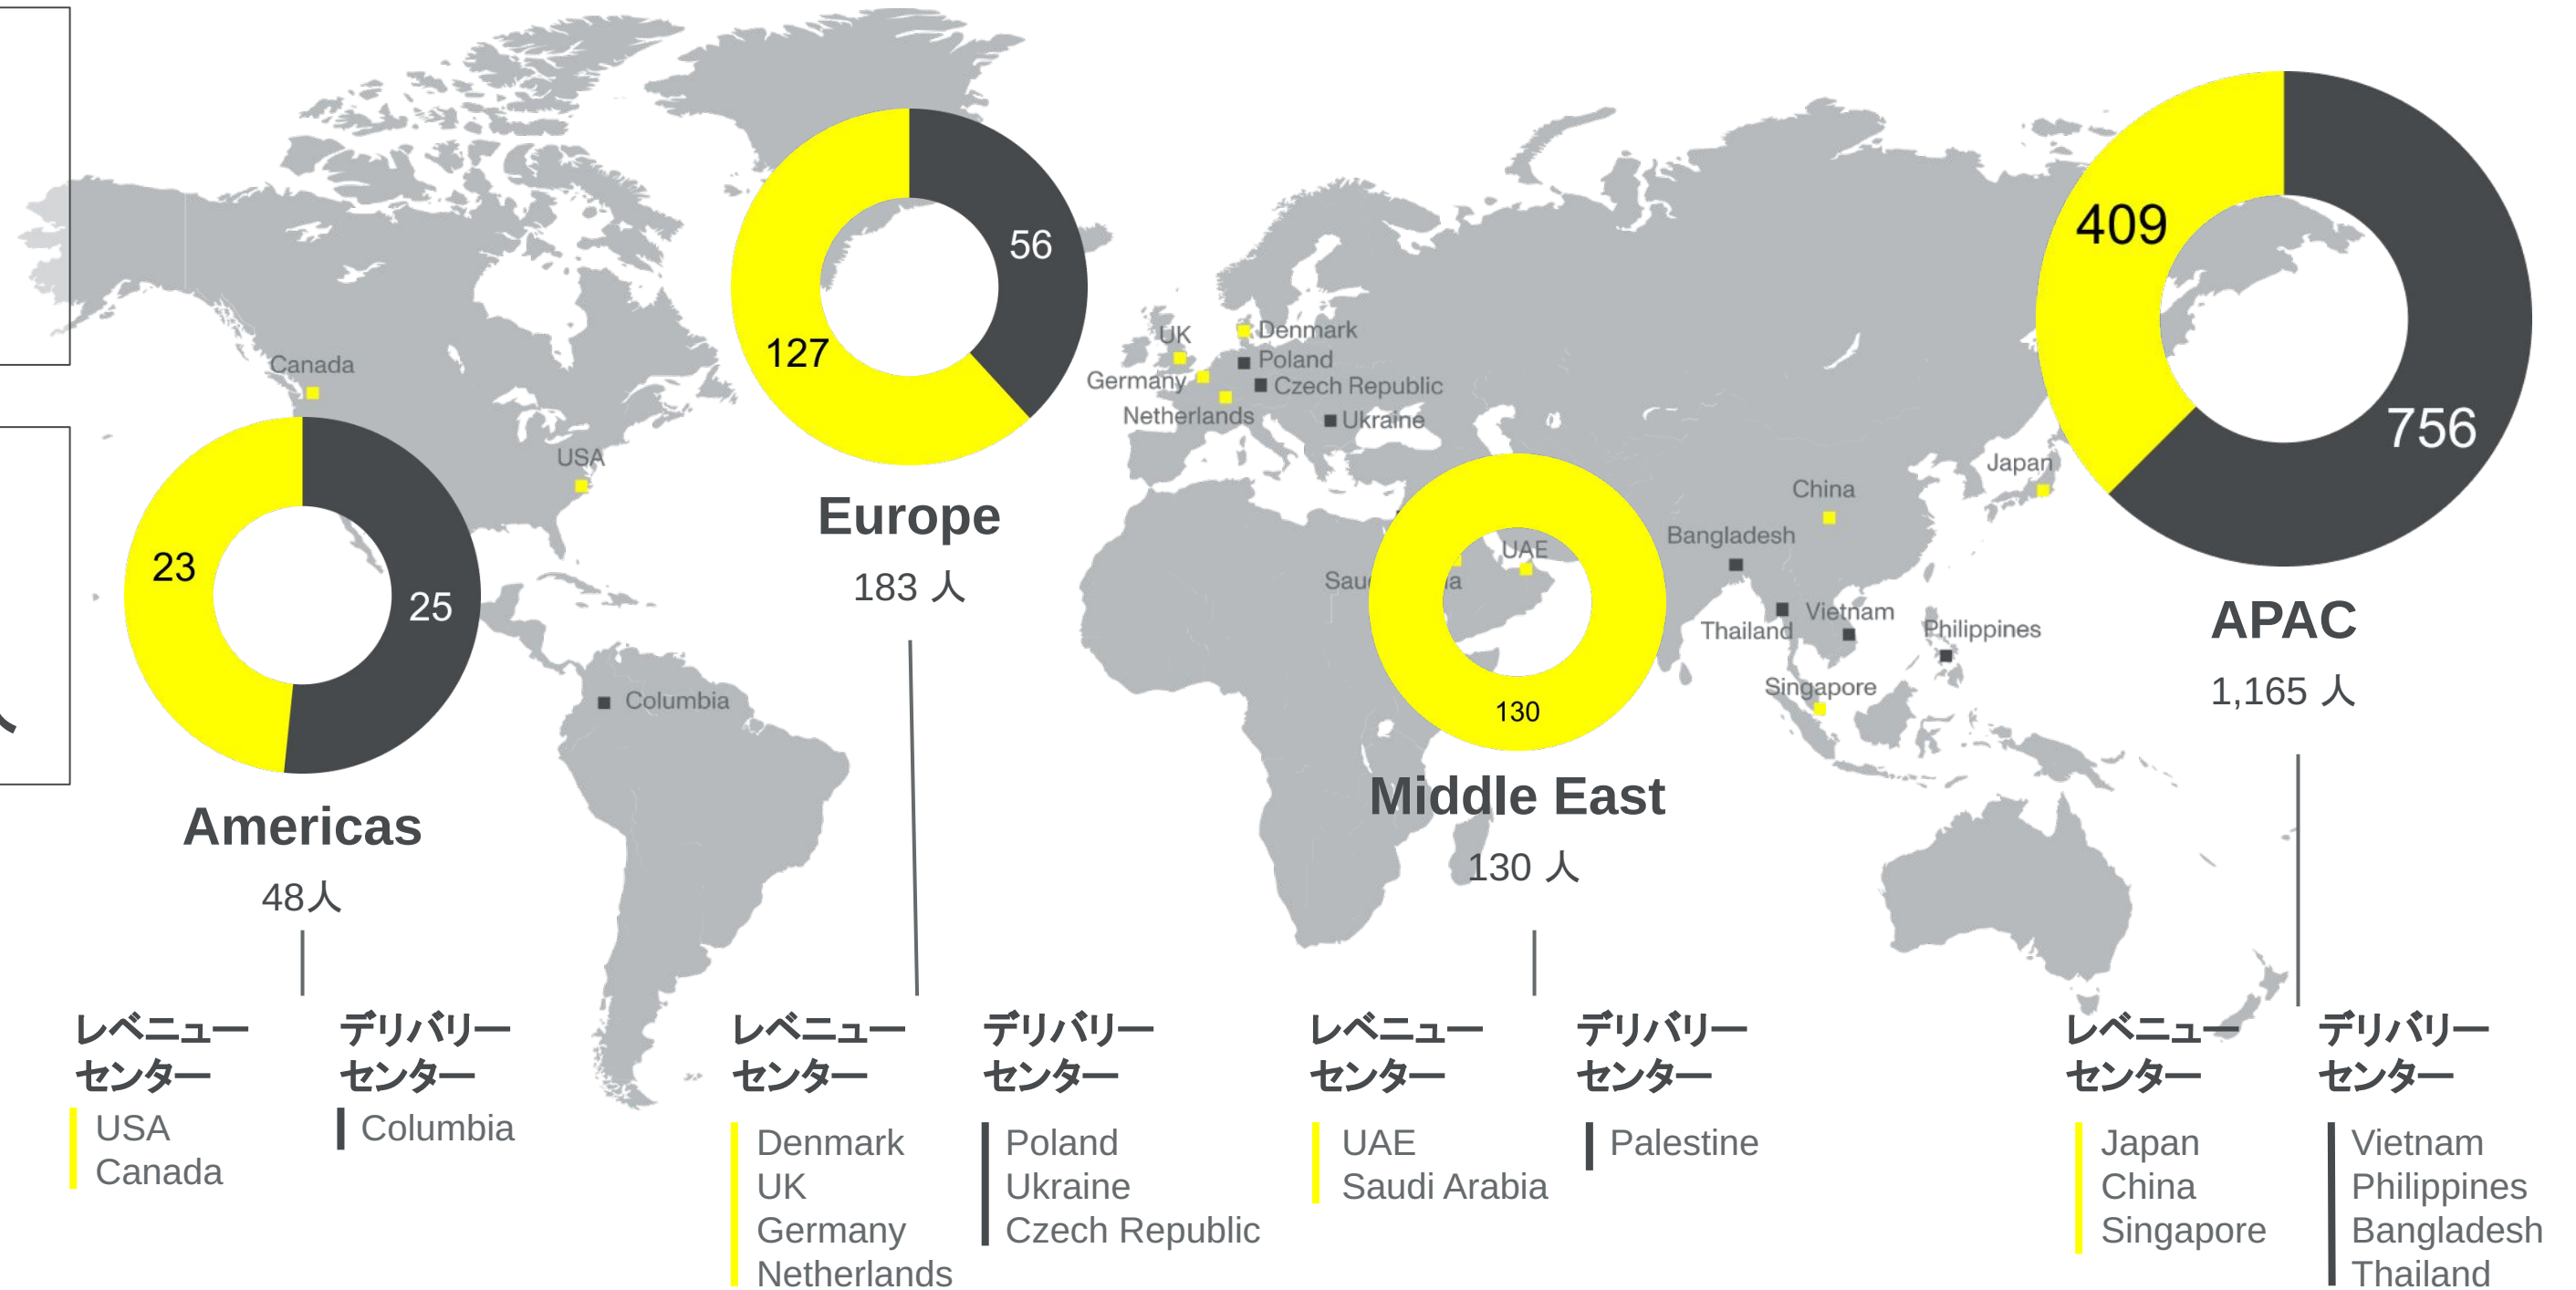 Canada
USA
Columbia
23
25
Americas
48人
127
56
Europe
183 人
UK
Denmark
Poland
Germany
Czech Republic
Netherlands
Ukraine
UAE
130
Middle East
130 人
China
Japan
Bangladesh
Vietnam
Thailand
Philippines
Singapore
409
756
APAC
1,165 人
レベニュー
センター
USA
Canada
デリバリー
センター
Columbia
レベニュー
センター
Denmark
UK
Germany
Netherlands
デリバリー
センター
Poland
Ukraine
Czech Republic
レベニュー
センター
UAE
Saudi Arabia
デリバリー
センター
Palestine
レベニュー
センター
Japan
China
Singapore
デリバリー
センター
Vietnam
Philippines
Bangladesh
Thailand